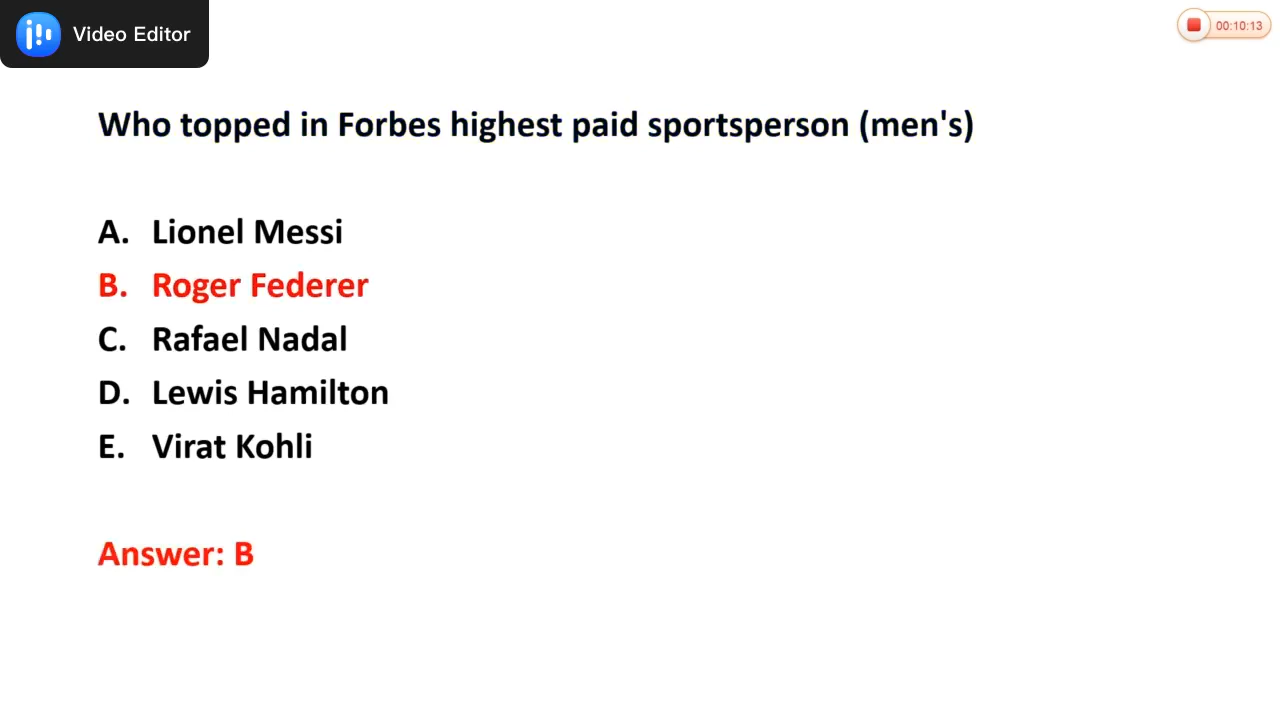 Video Editor
00:10:13
Who topped in Forbes highest paid sportsperson (men's)
A. Lionel Messi
B. Roger Federer
C. Rafael Nadal
D. Lewis Hamilton
E. Virat Kohli
Answer: B